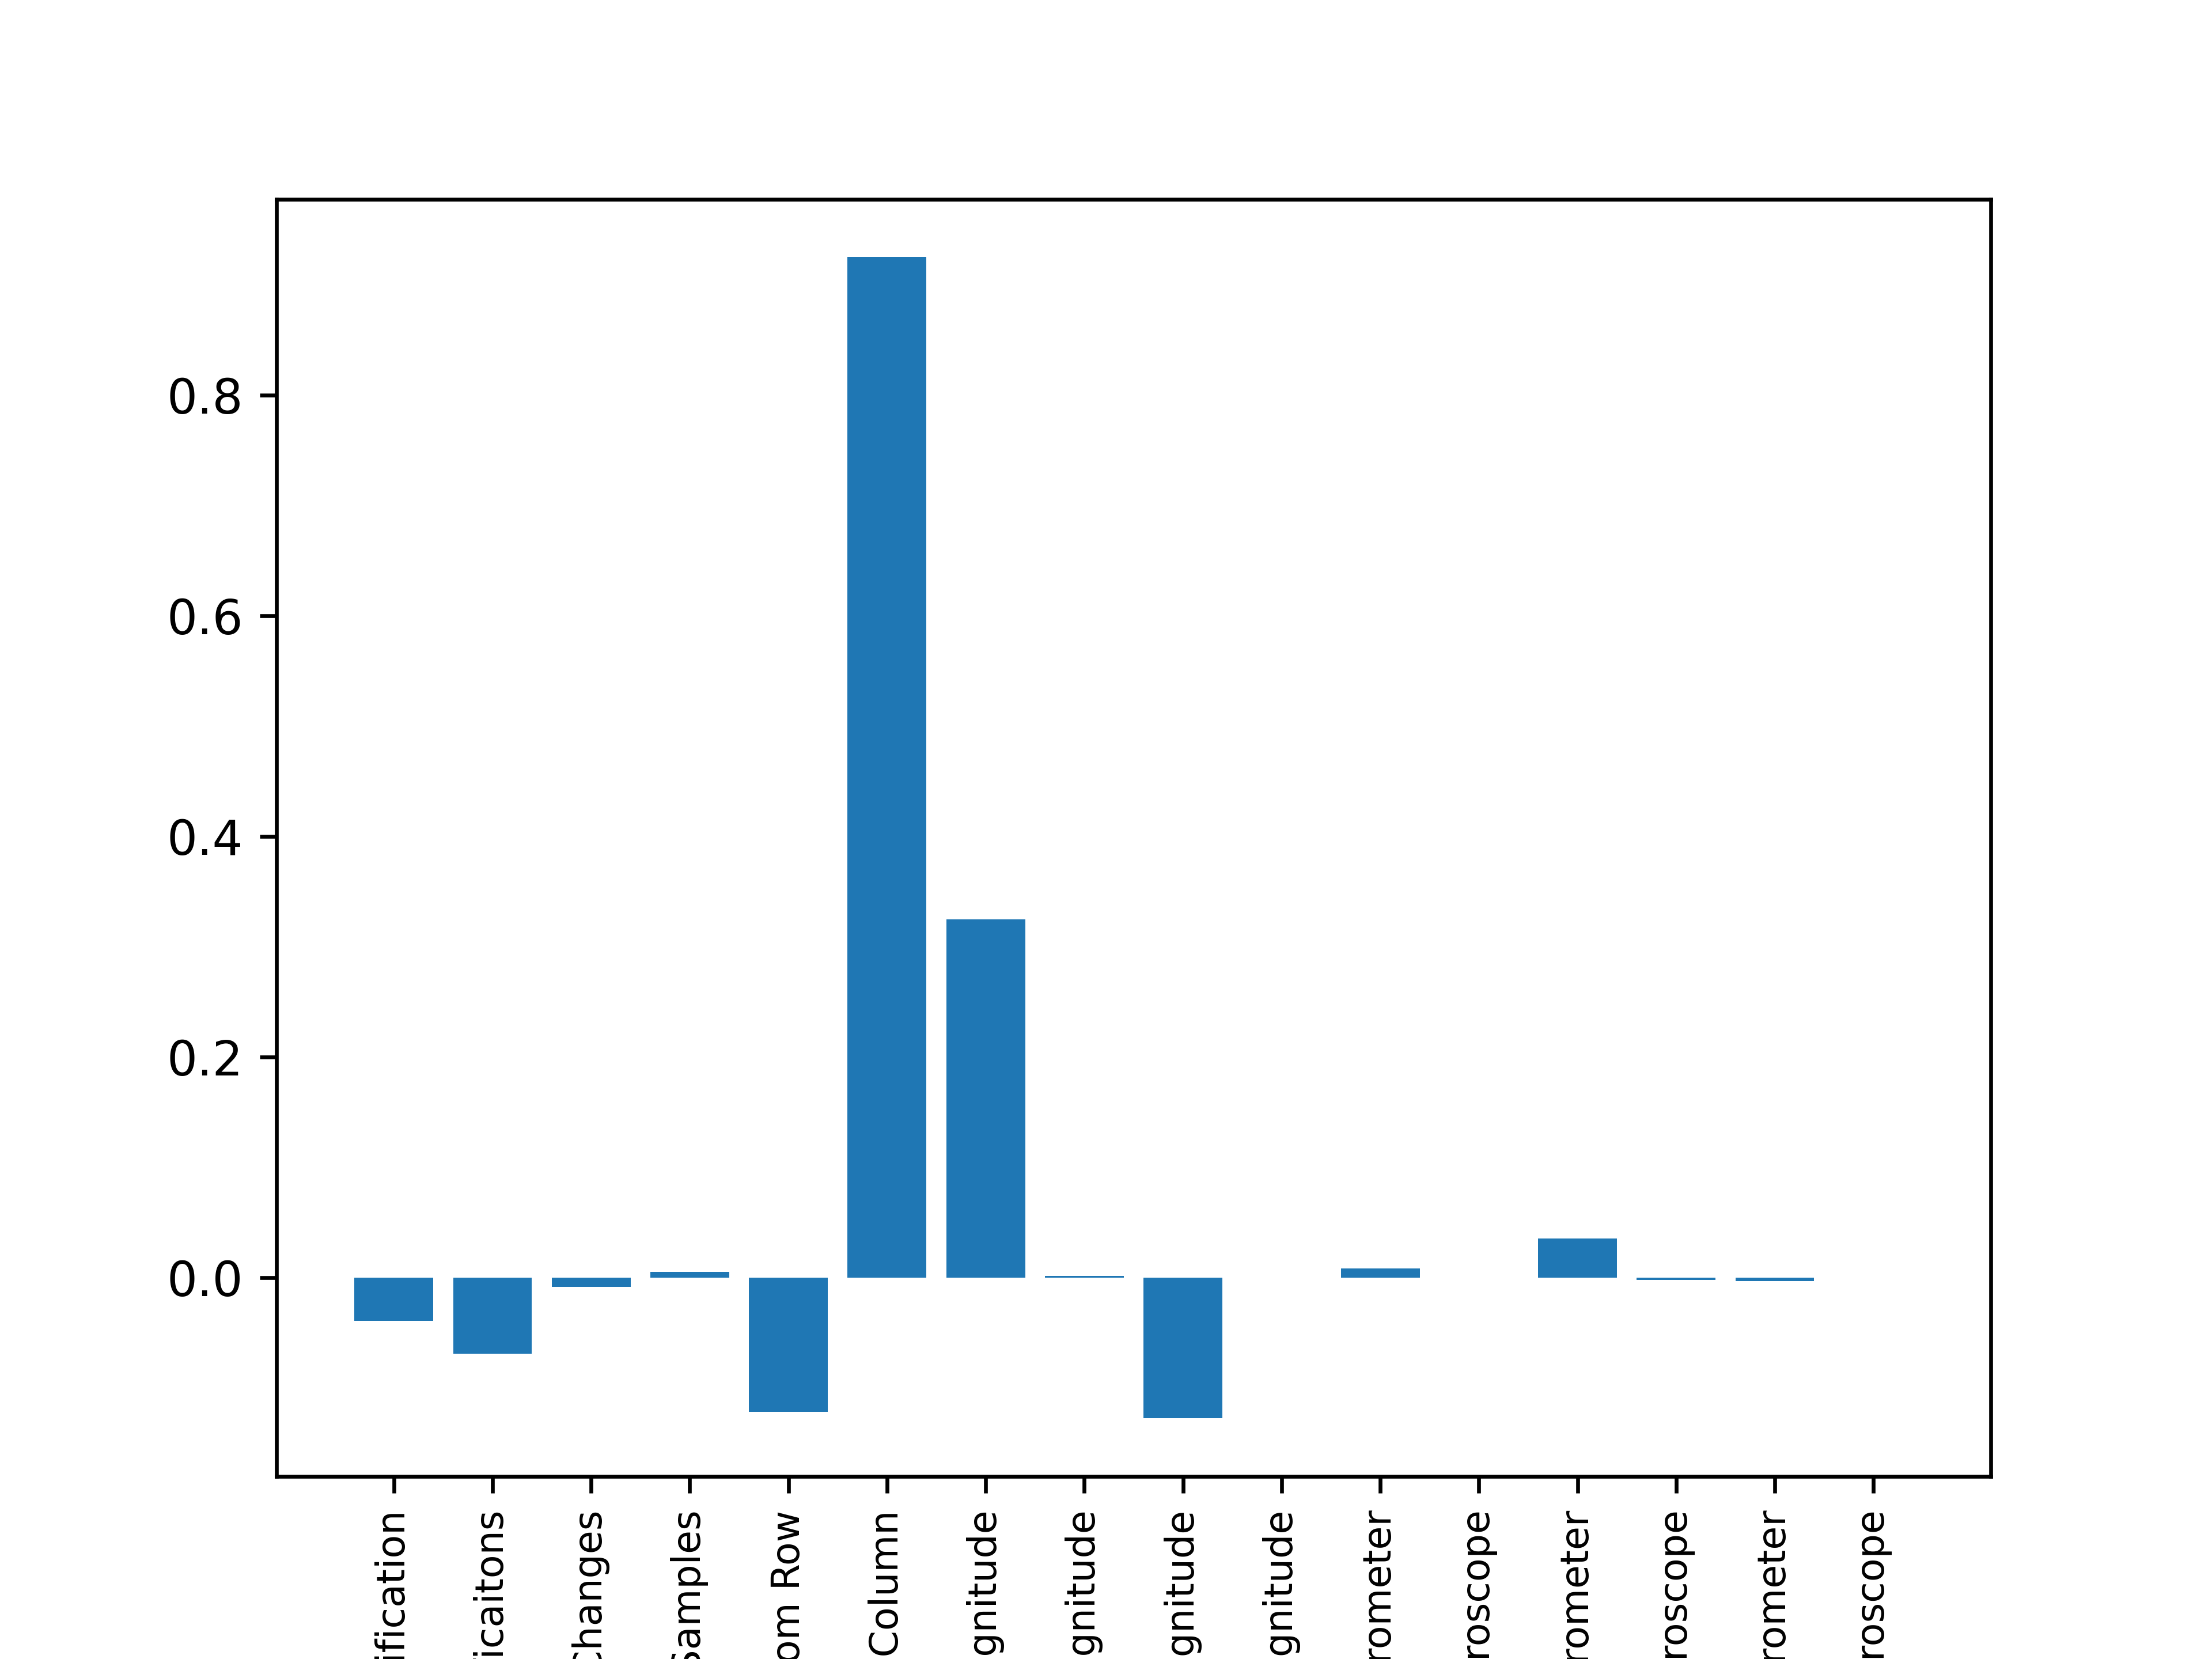 0.8
0.6
0.4
0.2
0.0
ification
icaitons
hanges
Samples
om Row
Column
gnitude
gnitude
gnitude
gnitude
rometer
roscope
rometer
roscope
rometer
roscope